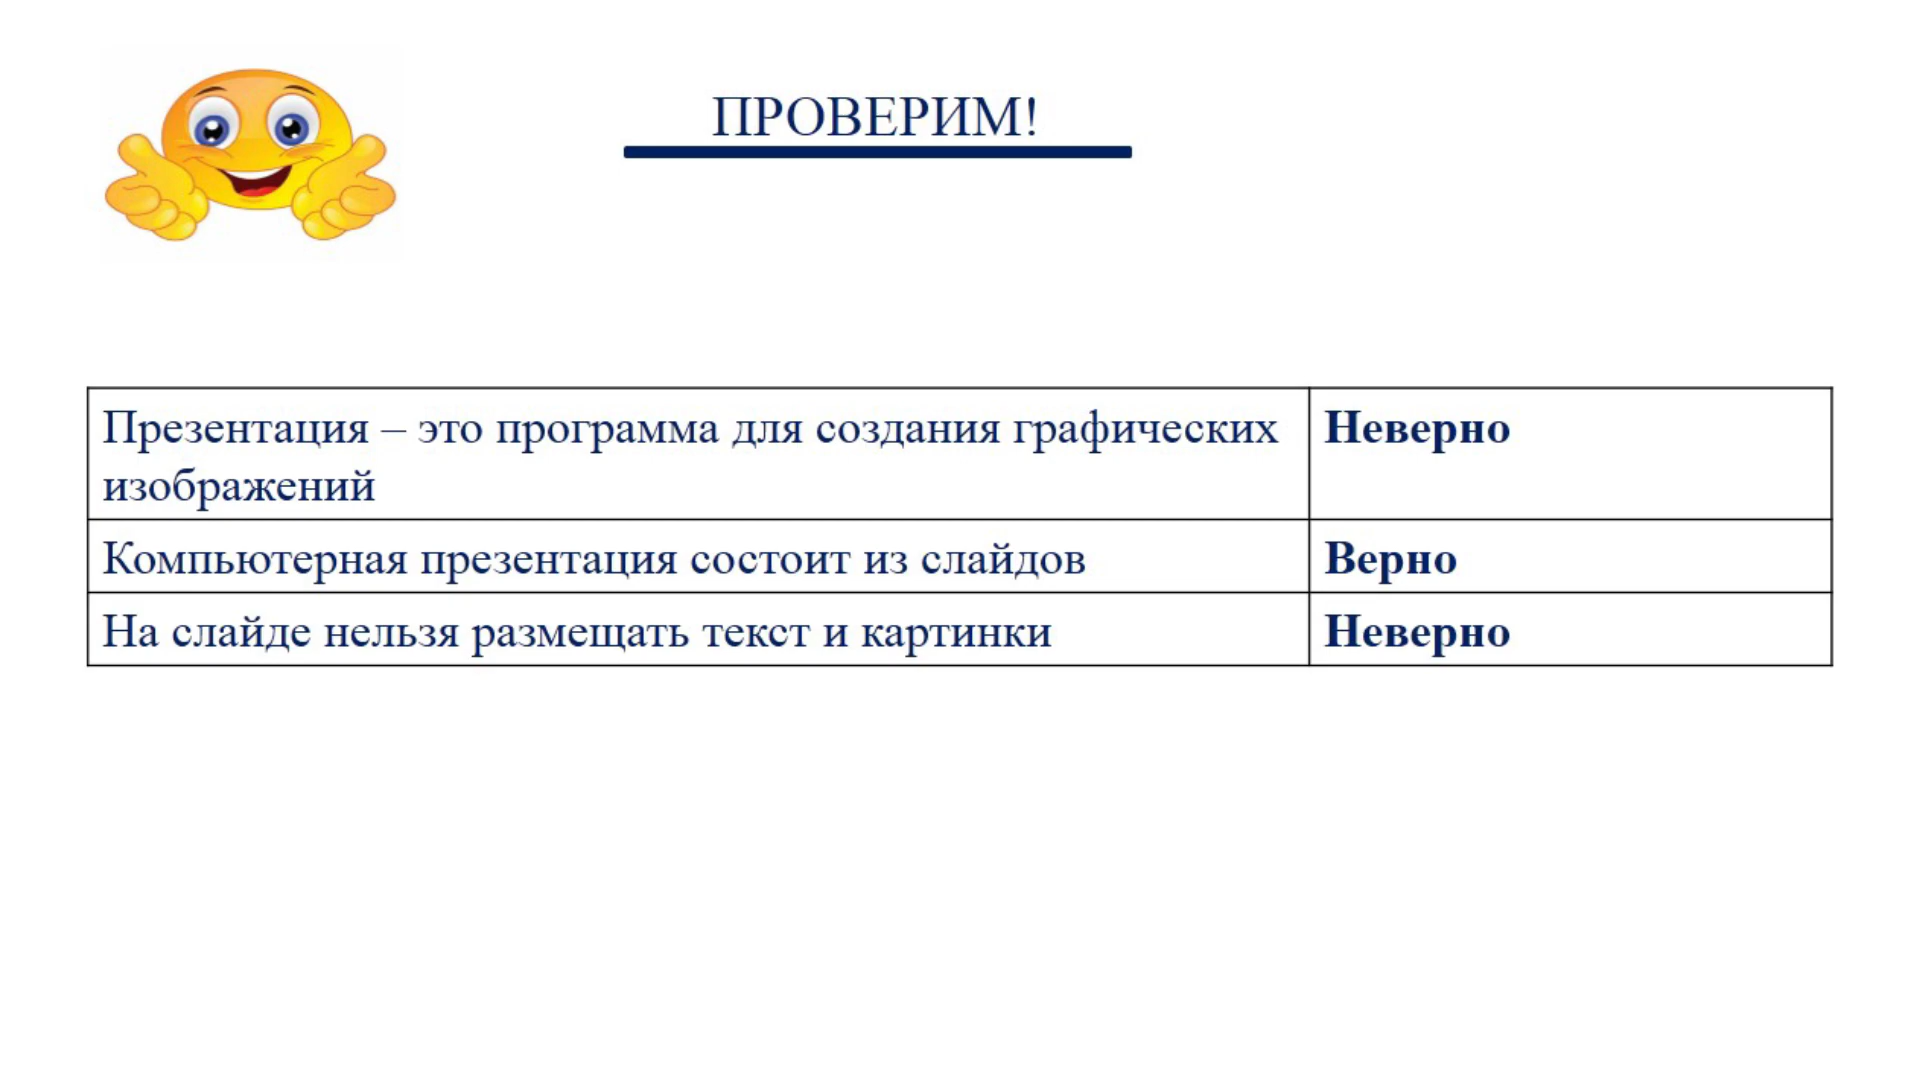 ПРОВЕРИМ!
Презентация – это программа для создания графических Неверно
изображений
Компьютерная презентация состоит из слайдов Верно
На слайде нельзя размещать текст и картинки Неверно